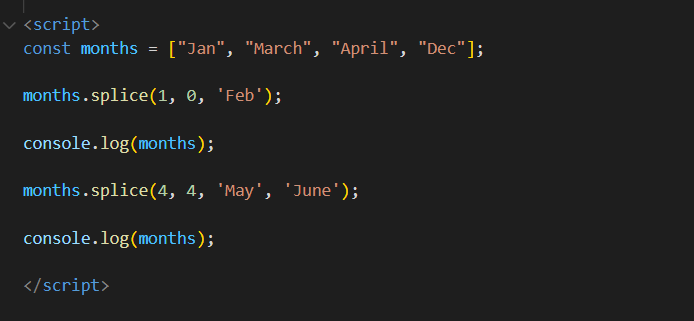 <script>
const months = ["Jan", "March", "April", "Dec"];
months.splice(1, 0, 'Feb');
console.log(months);
months.splice(4, 4, 'May', 'June');
console.log(months);
</script>